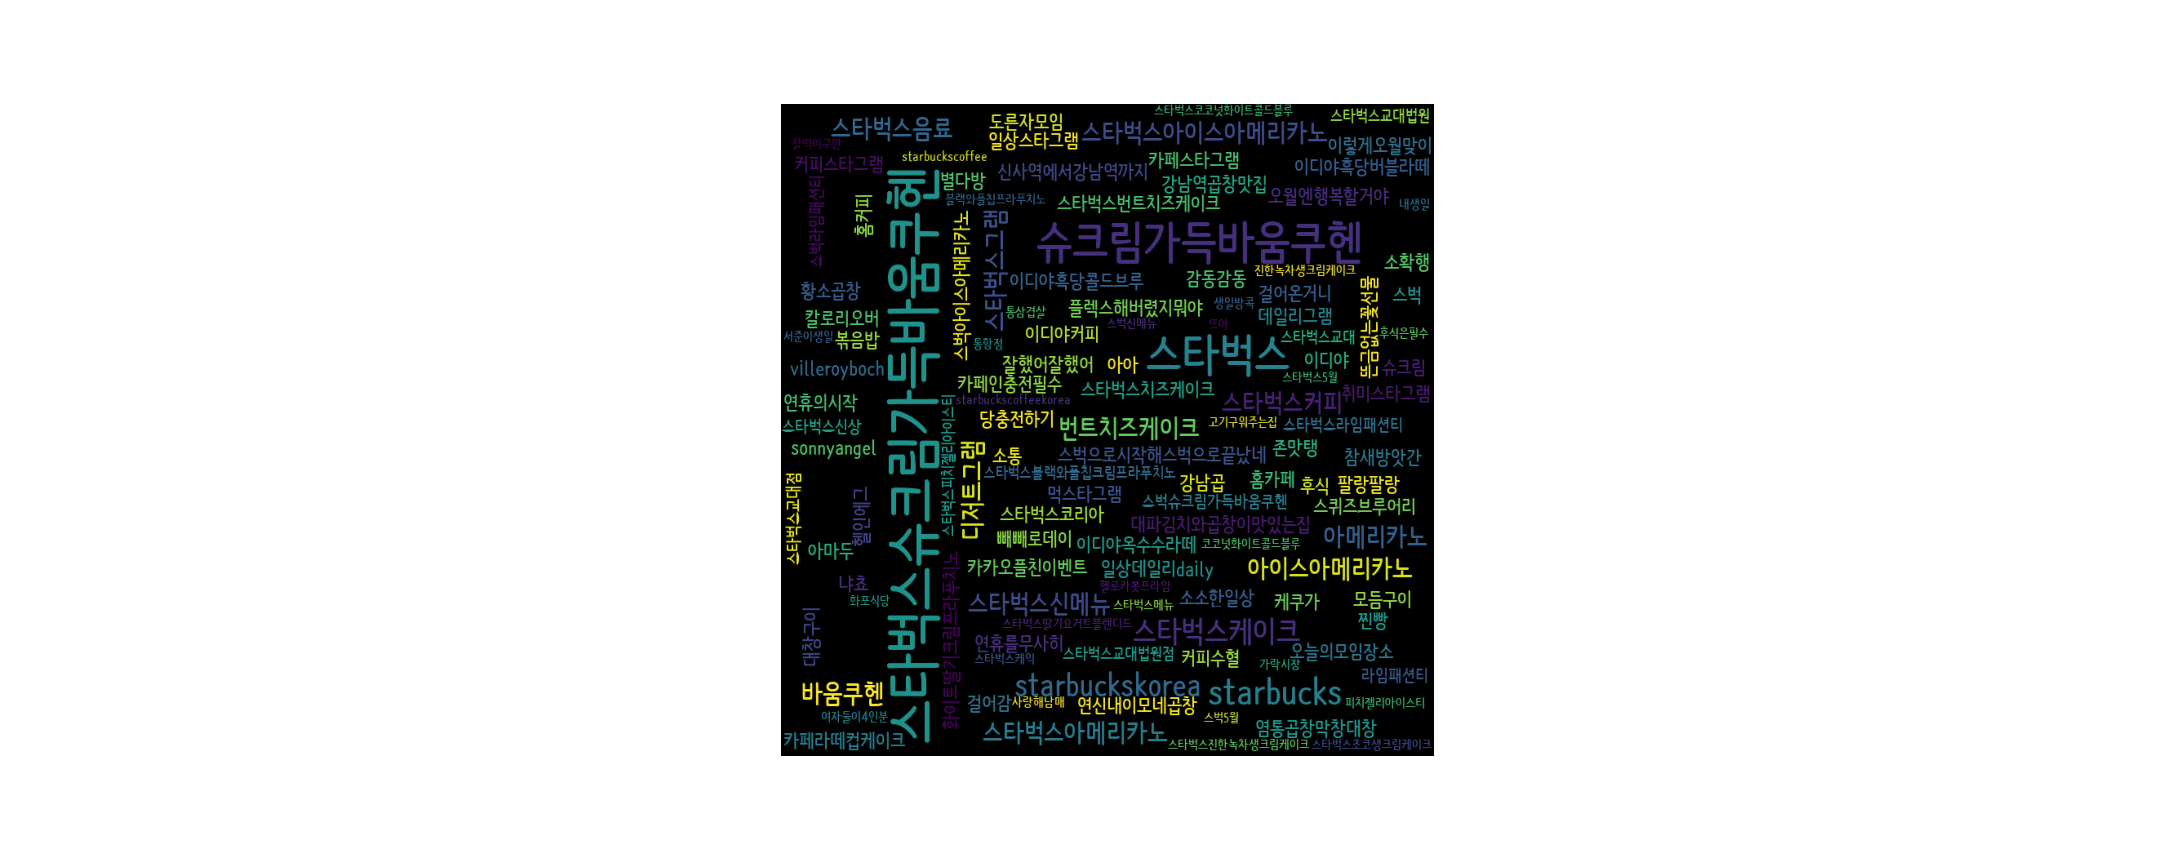 스타벅스코코넛화이트콜드블루
스타벅스교대법원
도른자모임
스타벅스음료
일상스타그램
스타벅스아이스아메리카노
이렇게오월맞이
찰떡이구만
starbuckscoffee
커피스타그램
신사역에서강남역까지
카페스타그램
이디야흑당버블라떼
별다방
강남역곱창맛집
스벅라임패션티
홈커피
블랙와플칩프라푸치노
스타벅스번트치즈케이크
오월엔행복할거야
내생일
스타벅스슈크림가득바움쿠헨
스벅아이스아메리카노
스타벅스그램
슈크림가득바움쿠헨
소확행
진한녹차생크림케이크
감동감동
이디야흑당콜드브루
황소곱창
걸어온거니
뜬금없는꽃선물
스벅
생일방콕
통삼겹살
플렉스해버렸지뭐야
데일리그램
칼로리오버
스벅신메뉴
뜨아
서준이생일
볶음밥
이디야커피
통항정
스타벅스
스타벅스교대
후식은필수
villeroyboch
잘했어잘했어
아아
이디야
슈크림
스타벅스5월
카페인충전필수
스타벅스치즈케이크
취미스타그램
starbuckscoffeekorea
연휴의시작
스타벅스커피
당충전하기
번트치즈케이크
고기구워주는집
스타벅스라임패션티
스타벅스신상
스타벅스피치젤리아이스티
sonnyangel
디저트그램
소통
스벅으로시작해스벅으로끝났네
존맛탱
참새방앗간
스타벅스블랙와플칩크림프라푸치노
강남곱
홈카페
후식
팔랑팔랑
스타벅스교대점
헬인에그
먹스타그램
스벅슈크림가득바움쿠헨
스퀴즈브루어리
스타벅스코리아
대파김치와곱창이맛있는집
아메리카노
빼빼로데이
이디야옥수수라떼
코코넛화이트콜드블루
아마두
화이트딸기크림프라푸치노
카카오플친이벤트
일상데일리daily
아이스아메리카노
냐쵸
헬로카봇프라임
화포식당
스타벅스신메뉴
스타벅스메뉴
소소한일상
케쿠가
모듬구이
대창구이
스타벅스딸기요거트블렌디드
스타벅스케이크
찐빵
연휴를무사히
스타벅스케익
스타벅스교대법원점
커피수혈
오늘의모임장소
가락시장
라임패션티
바움쿠헨
starbuckskorea
starbucks
걸어감
사랑해남매
연신내이모네곱창
피치젤리아이스티
여자둘이4인분
스벅5월
카페라떼컵케이크
스타벅스아메리카노
염통곱창막창대창
스타벅스진한녹차생크림케이크
스타벅스초코생크림케이크